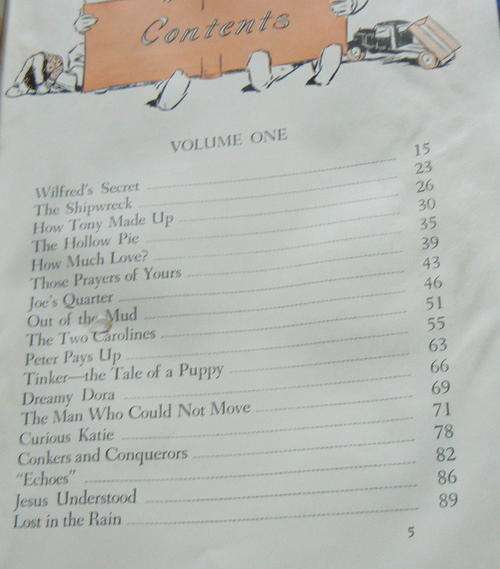 Contents
VOLUME ONE
Wilfred's Secret 15
The Shipwreck 23
How Tony Made Up 26
The Hollow Pie 30
How Much Love? 35
Those Prayers of Yours 39
Joe's Quarter 43
Out of the Mud 46
The Two Carolines 51
Peter Pays Up 55
Tinker—the Tale of a Puppy 63
Dreamy Dora 66
The Man Who Could Not Move 69
Curious Katie 71
Conkers and Conquerors 78
"Echoes" 82
Jesus Understood 86
Lost in the Rain 89
5